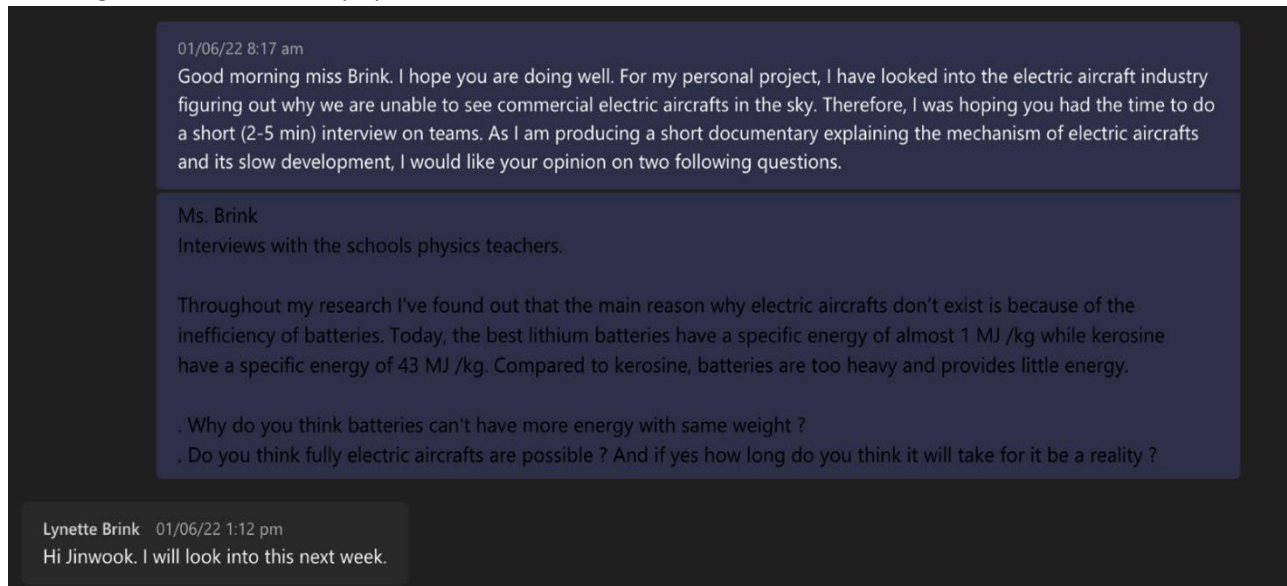 01/06/22 8:17 am
Good morning miss Brink. I hope you are doing well. For my personal project, I have looked into the electric aircraft industry
figuring out why we are unable to see commercial electric aircrafts in the sky. Therefore, I was hoping you had the time to do
a short (2-5 min) interview on teams. As I am producing a short documentary explaining the mechanism of electric aircrafts
and its slow development, I would like your opinion on two following questions.
Ms. Brink
Interviews with the schools physics teachers.
Throughout my research I've found out that the main reason why electric aircrafts don't exist is because of the
inefficiency of batteries. Today, the best lithium batteries have a specific energy of almost 1 MJ /kg while kerosine
have a specific energy of 43 MJ /kg. Compared to kerosine, batteries are too heavy and provides little energy.
. Why do you think batteries can't have more energy with same weight ?
. Do you think fully electric aircrafts are possible ? And if yes how long do you think it will take for it be a reality ?
Lynette Brink 01/06/22 1:12 pm
Hi Jinwook. I will look into this next week.